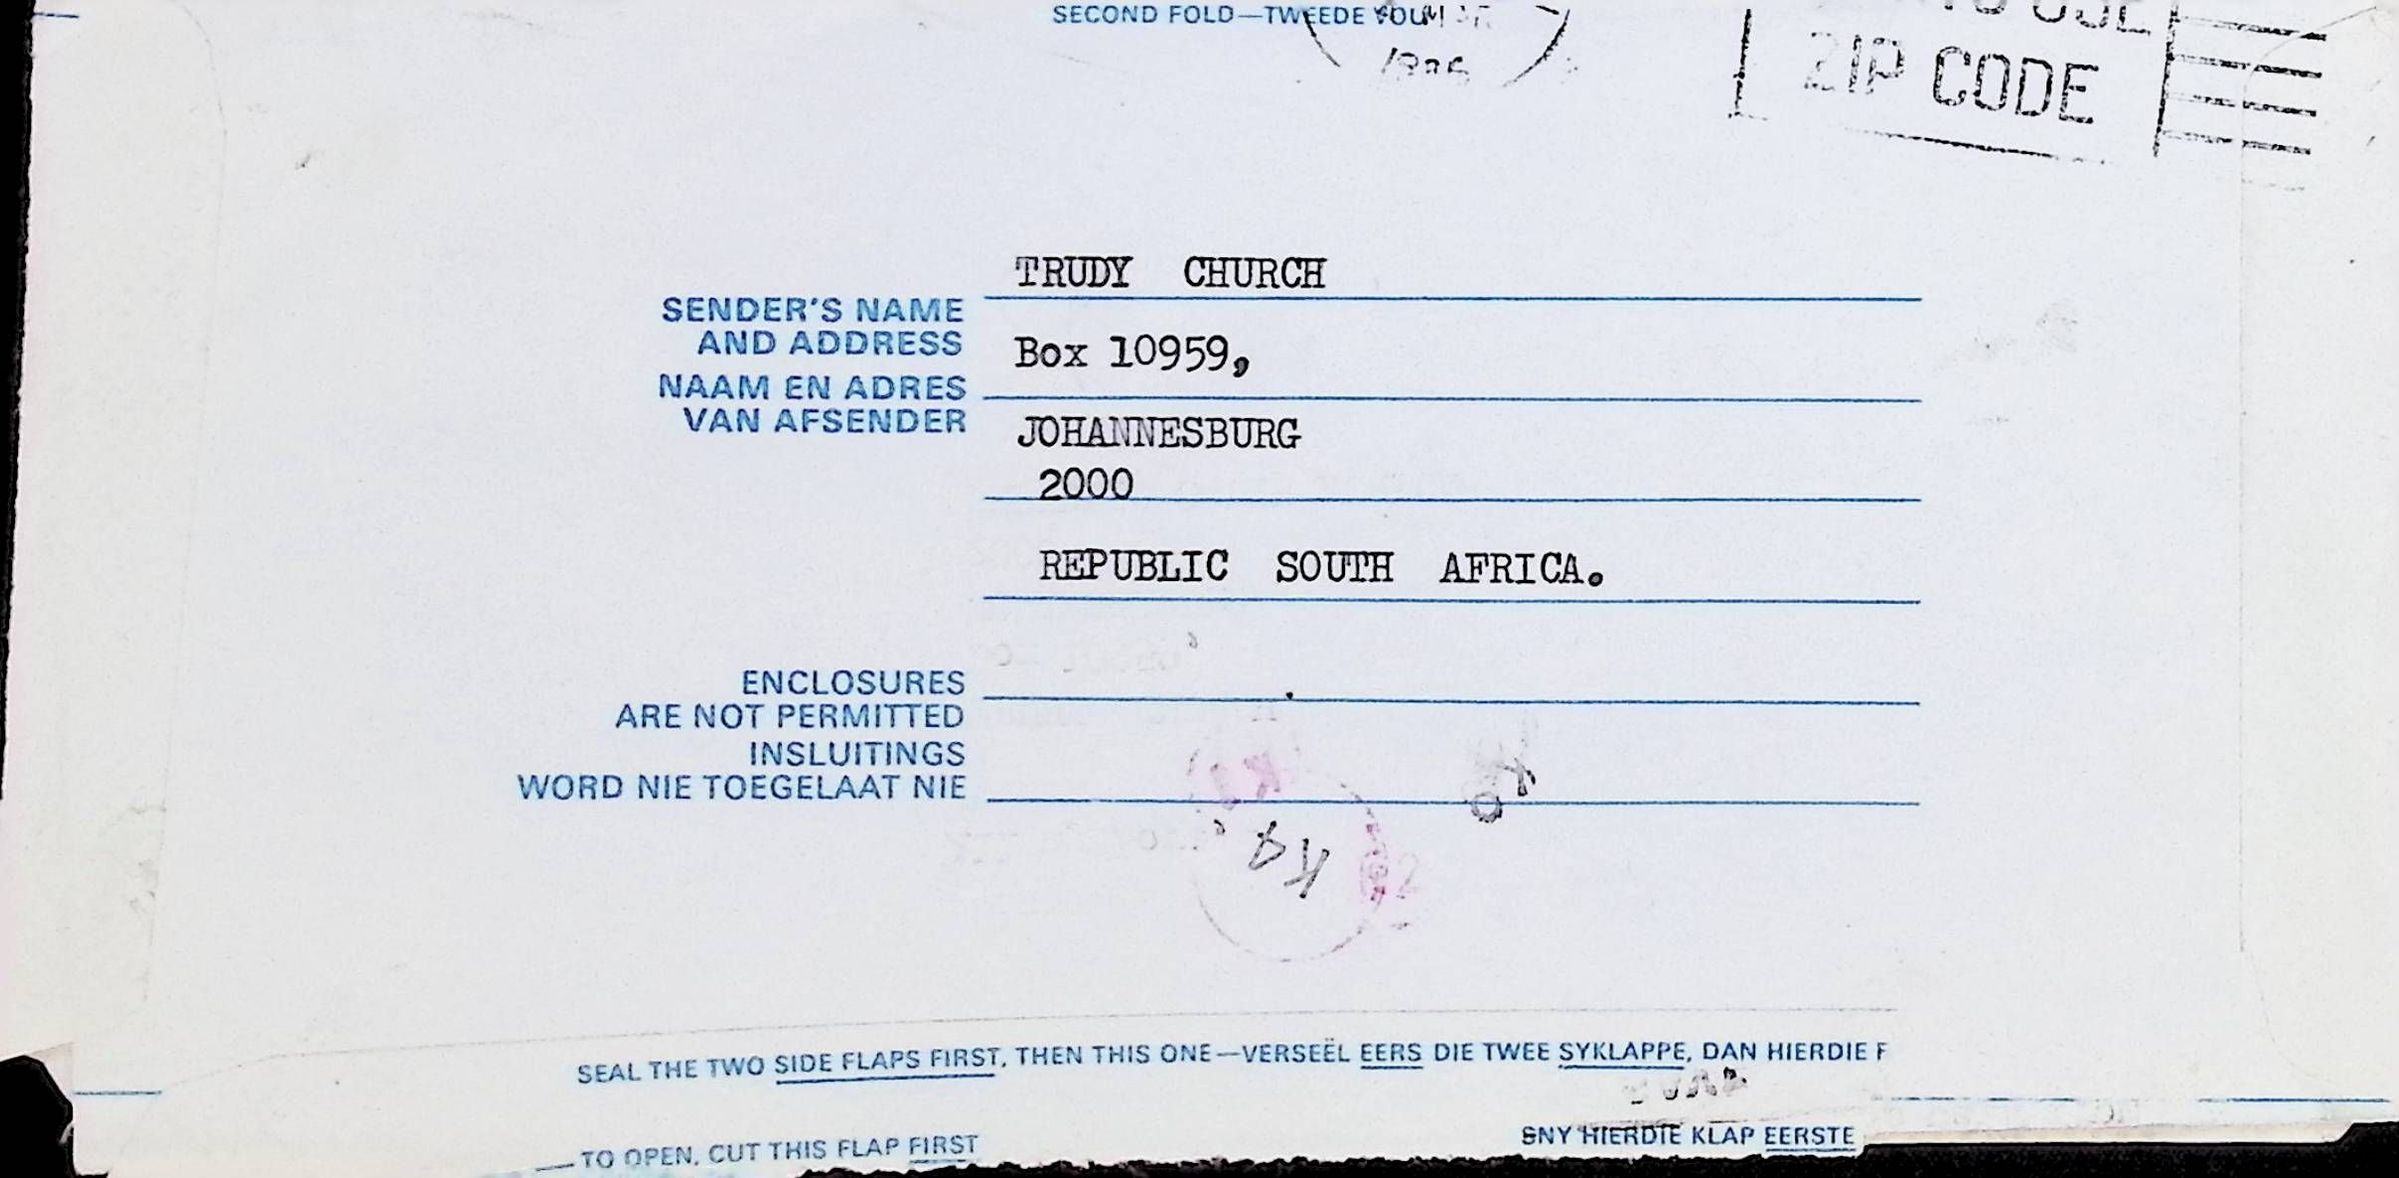 SECOND FOLD—TWEEDE VOU
TO USE
ZIP CODE
TRUDY CHURCH
SENDER'S NAME
AND ADDRESS
Box 10959,
NAAM EN ADRES
VAN AFSENDER
JOHANNESBURG
2000
REPUBLIC SOUTH AFRICA.
ENCLOSURES
ARE NOT PERMITTED
INSLUITINGS
WORD NIE TOEGELAAT NIE
SEAL THE TWO SIDE FLAPS FIRST, THEN THIS ONE—VERSEËL EERS DIE TWEE SYKLAPPE, DAN HIERDIE
TO OPEN, CUT THIS FLAP FIRST
SNY HIERDIE KLAP EERSTE